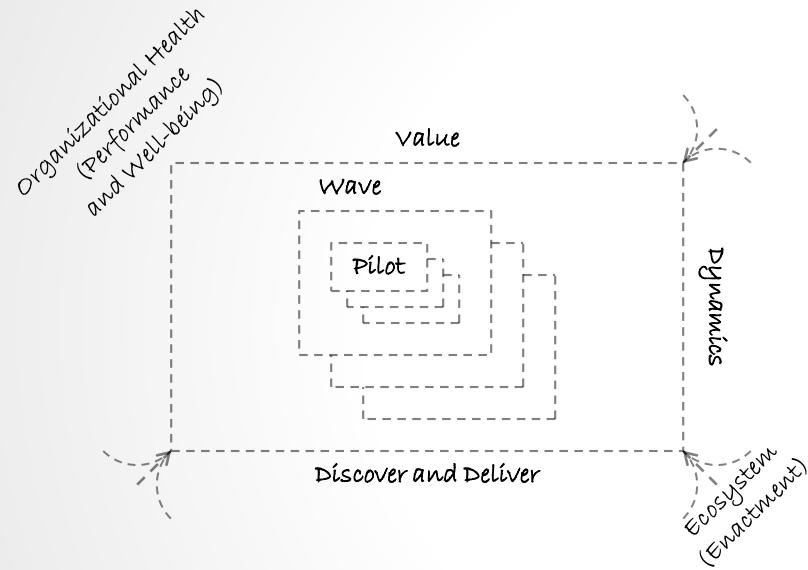 Organizational Health
(Performance
and Well-being)
Value
Wave
Pilot
Dynamics
Discover and Deliver
Ecosystem
(Enactment)